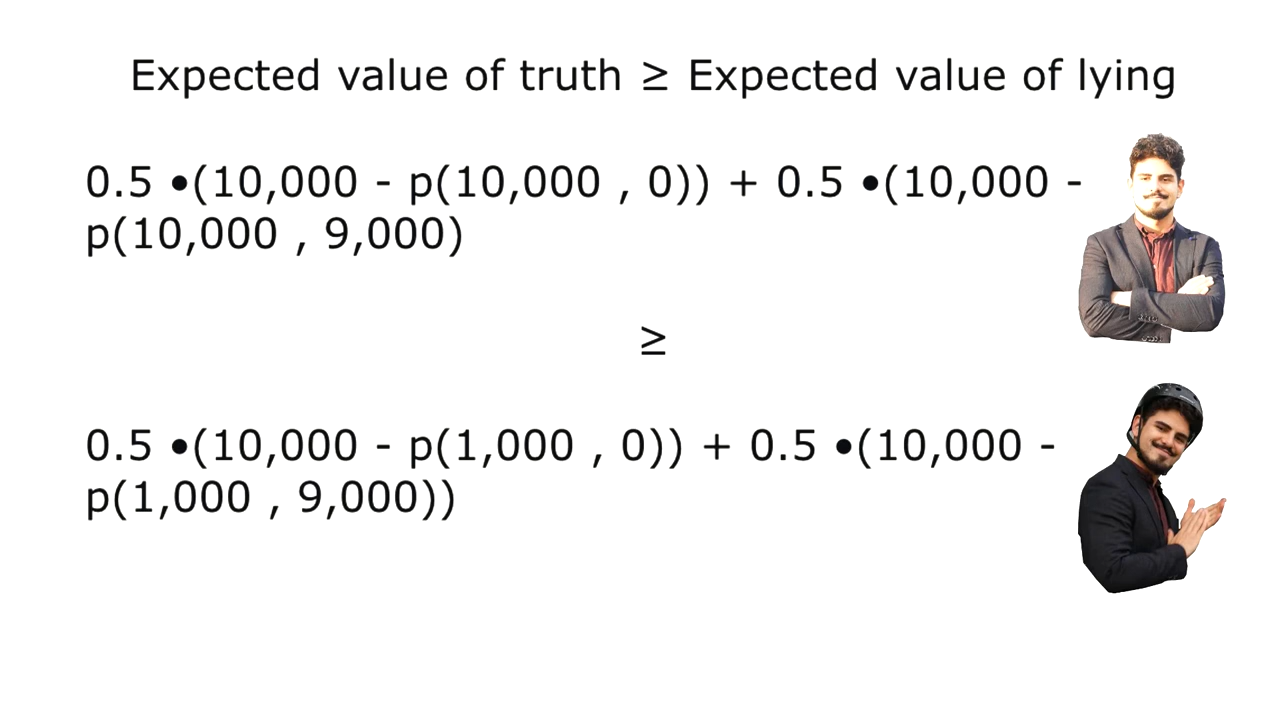 Expected value of truth ≥ Expected value of lying
0.5 •(10,000 - p(10,000 , 0)) + 0.5 •(10,000 -
p(10,000 , 9,000)
≥
0.5 •(10,000 - p(1,000 , 0)) + 0.5 •(10,000 -
p(1,000 , 9,000))